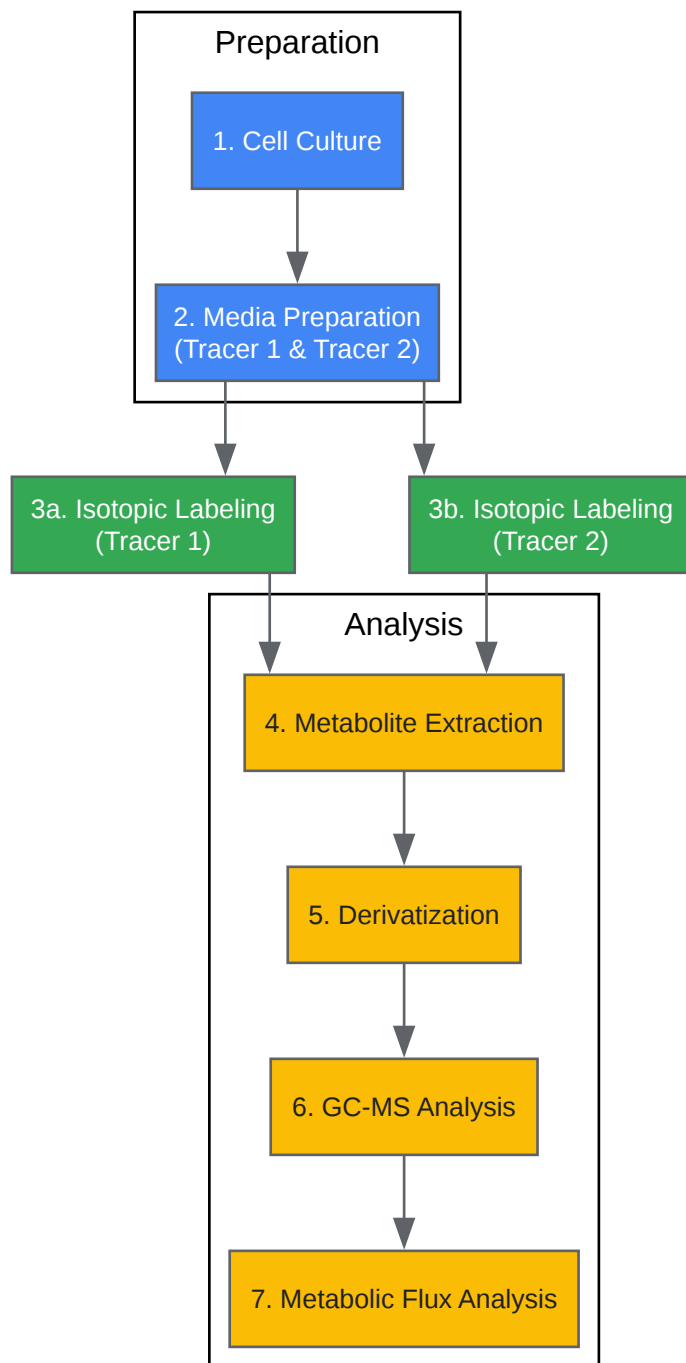 Preparation
1. Cell Culture
2. Media Preparation
(Tracer 1 & Tracer 2)
3a. Isotopic Labeling
(Tracer 1)
3b. Isotopic Labeling
(Tracer 2)
Analysis
4. Metabolite Extraction
5. Derivatization
6. GC-MS Analysis
7. Metabolic Flux Analysis